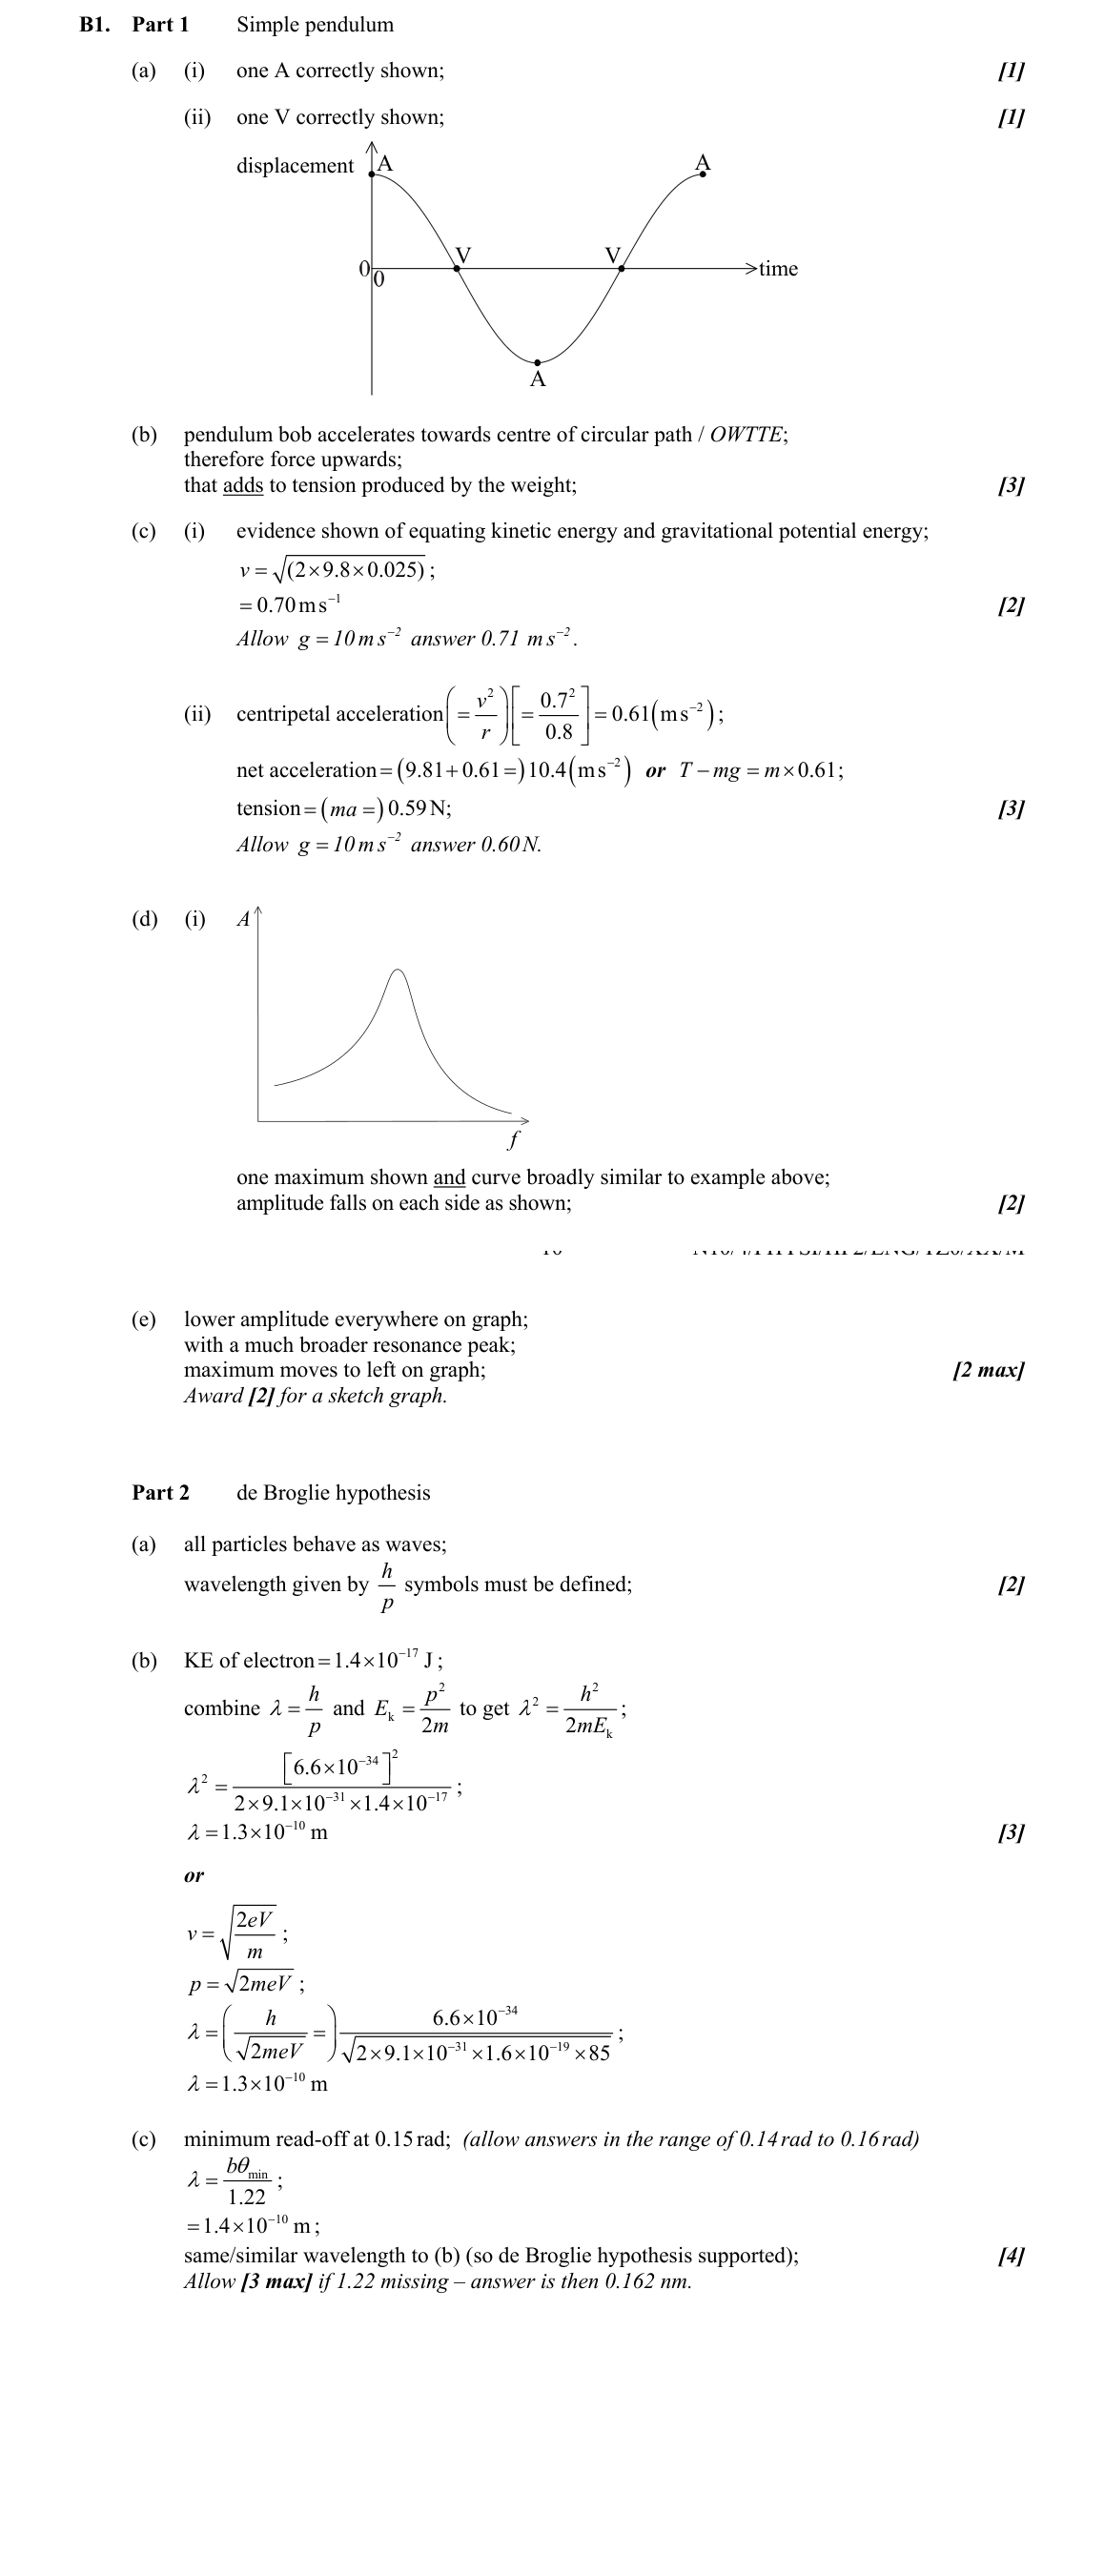 B1. Part 1 Simple pendulum
(a) (i) one A correctly shown; [1]
(ii) one V correctly shown; [1]
displacement A A
V V
0 0 time
A
(b) pendulum bob accelerates towards centre of circular path / OWTTE;
therefore force upwards;
that adds to tension produced by the weight; [3]
(c) (i) evidence shown of equating kinetic energy and gravitational potential energy;
v = √(2×9.8×0.025) ;
= 0.70 m s⁻¹ [2]
Allow g = 10 m s⁻² answer 0.71 m s⁻².
(ii) centripetal acceleration (= v²/r) [= 0.7²/0.8] = 0.61 (m s⁻²) ;
net acceleration = (9.81 + 0.61 =) 10.4 (m s⁻²) or T − mg = m × 0.61;
tension = (ma =) 0.59 N; [3]
Allow g = 10 m s⁻² answer 0.60 N.
(d) (i) A
f
one maximum shown and curve broadly similar to example above;
amplitude falls on each side as shown; [2]
(e) lower amplitude everywhere on graph;
with a much broader resonance peak;
maximum moves to left on graph; [2 max]
Award [2] for a sketch graph.
Part 2 de Broglie hypothesis
(a) all particles behave as waves;
wavelength given by h/p symbols must be defined; [2]
(b) KE of electron = 1.4×10⁻¹⁷ J ;
combine λ = h/p and Eₖ = p²/2m to get λ² = h²/2mEₖ ;
λ² = [6.6×10⁻³⁴]² / 2×9.1×10⁻³¹×1.4×10⁻¹⁷ ;
λ = 1.3×10⁻¹⁰ m [3]
or
v = √(2eV/m) ;
p = √2meV ;
λ = (h/√2meV =) 6.6×10⁻³⁴ / √2×9.1×10⁻³¹×1.6×10⁻¹⁹×85 ;
λ = 1.3×10⁻¹⁰ m
(c) minimum read-off at 0.15 rad; (allow answers in the range of 0.14 rad to 0.16 rad)
λ = bθmin/1.22 ;
= 1.4×10⁻¹⁰ m ;
same/similar wavelength to (b) (so de Broglie hypothesis supported); [4]
Allow [3 max] if 1.22 missing – answer is then 0.162 nm.